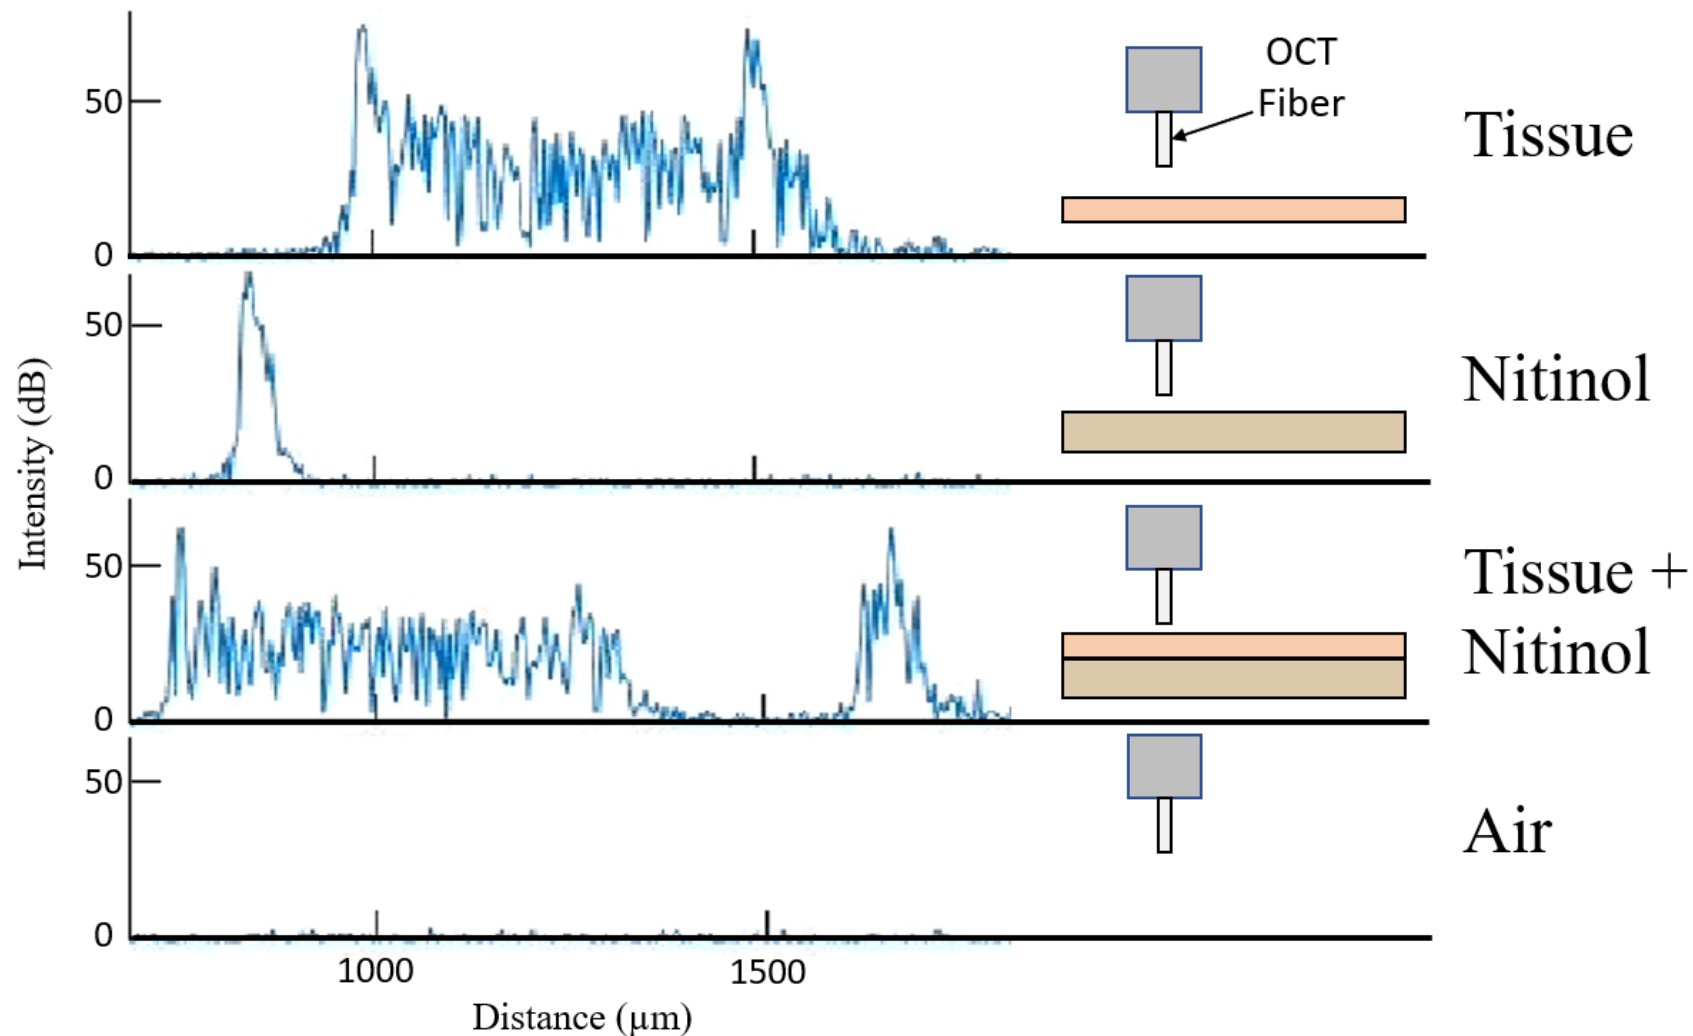 OCT
Fiber
Tissue
50
0
Nitinol
50
0
Intensity (dB)
Tissue +
Nitinol
50
0
Air
50
0
1000
1500
Distance (µm)